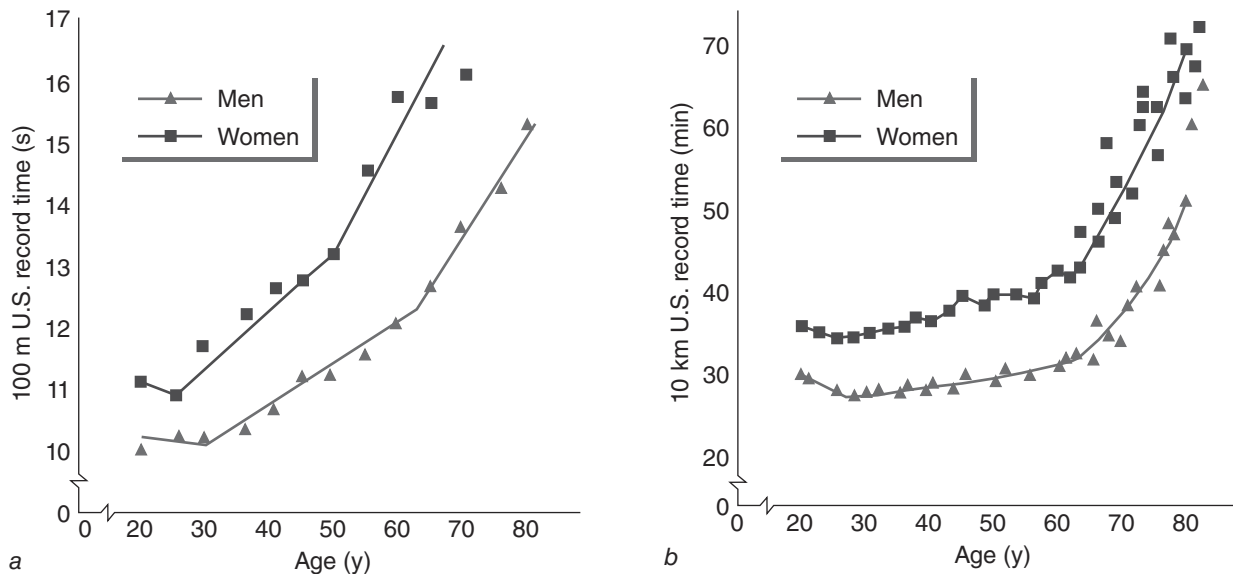 17
16
15
14
13
12
11
10
0
100 m U.S. record time (s)
Men
Women
0 20 30 40 50 60 70 80
Age (y)
a
70
60
50
40
30
20
10 km U.S. record time (min)
Men
Women
0 20 30 40 50 60 70 80
Age (y)
b